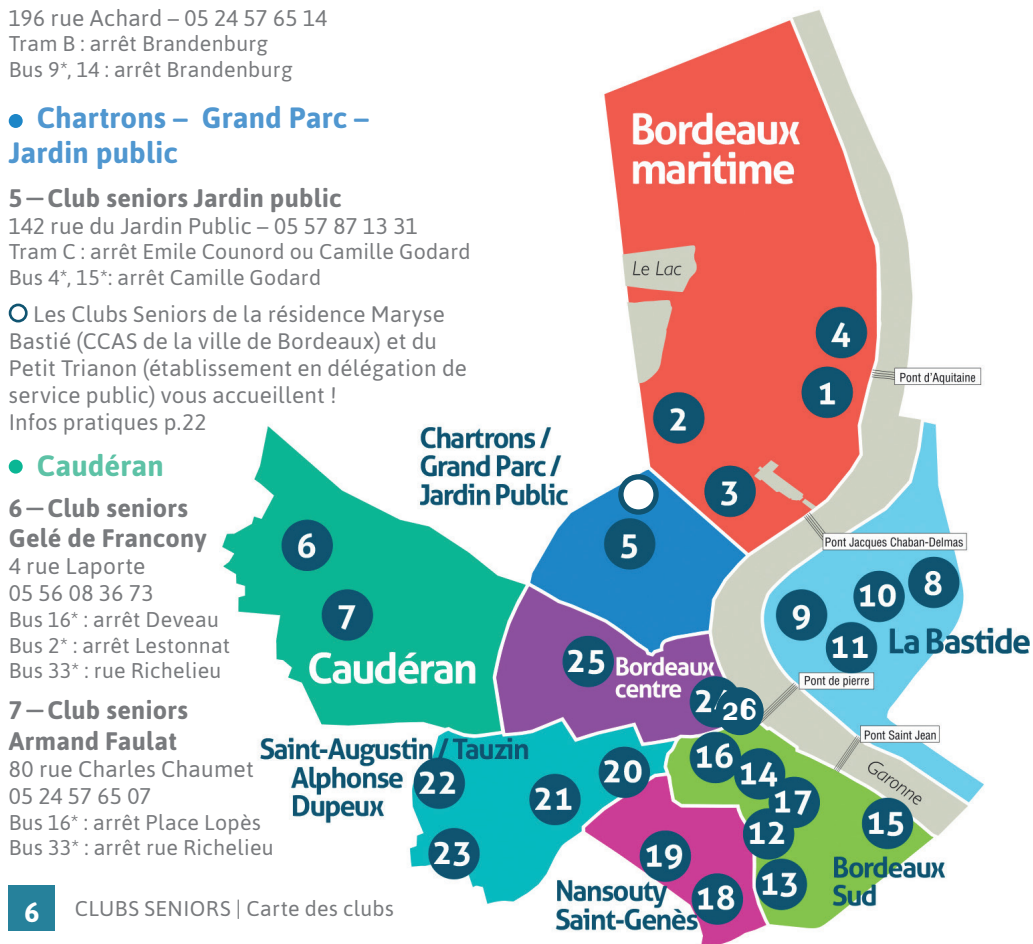 196 rue Achard – 05 24 57 65 14
Tram B : arrêt Brandenburg
Bus 9*, 14 : arrêt Brandenburg
• Chartrons – Grand Parc –
Jardin public
5 – Club seniors Jardin public
142 rue du Jardin Public – 05 57 87 13 31
Tram C : arrêt Emile Counord ou Camille Godard
Bus 4*, 15*: arrêt Camille Godard
Les Clubs Seniors de la résidence Maryse
Bastié (CCAS de la ville de Bordeaux) et du
Petit Trianon (établissement en délégation de
service public) vous accueillent !
Infos pratiques p.22
• Caudéran
6 – Club seniors
Gelé de Francony
4 rue Laporte
05 56 08 36 73
Bus 16* : arrêt Deveau
Bus 2* : arrêt Lestonnat
Bus 33* : rue Richelieu
7 – Club seniors
Armand Faulat
80 rue Charles Chaumet
05 24 57 65 07
Bus 16* : arrêt Place Lopès
Bus 33* : arrêt rue Richelieu
6
CLUBS SENIORS | Carte des clubs
Bordeaux
maritime
Le Lac
4
Pont d'Aquitaine
1
2
3
Pont Jacques Chaban-Delmas
Chartrons /
Grand Parc /
Jardin Public
5
6
7
Caudéran
8
10
9
11
La Bastide
25
Bordeaux
centre
26
Pont de pierre
Pont Saint Jean
Garonne
Saint-Augustin / Tauzin
Alphonse
Dupeux
22
20
21
23
16
14
17
12
15
13
Bordeaux
Sud
19
18
Nansouty
Saint-Genès